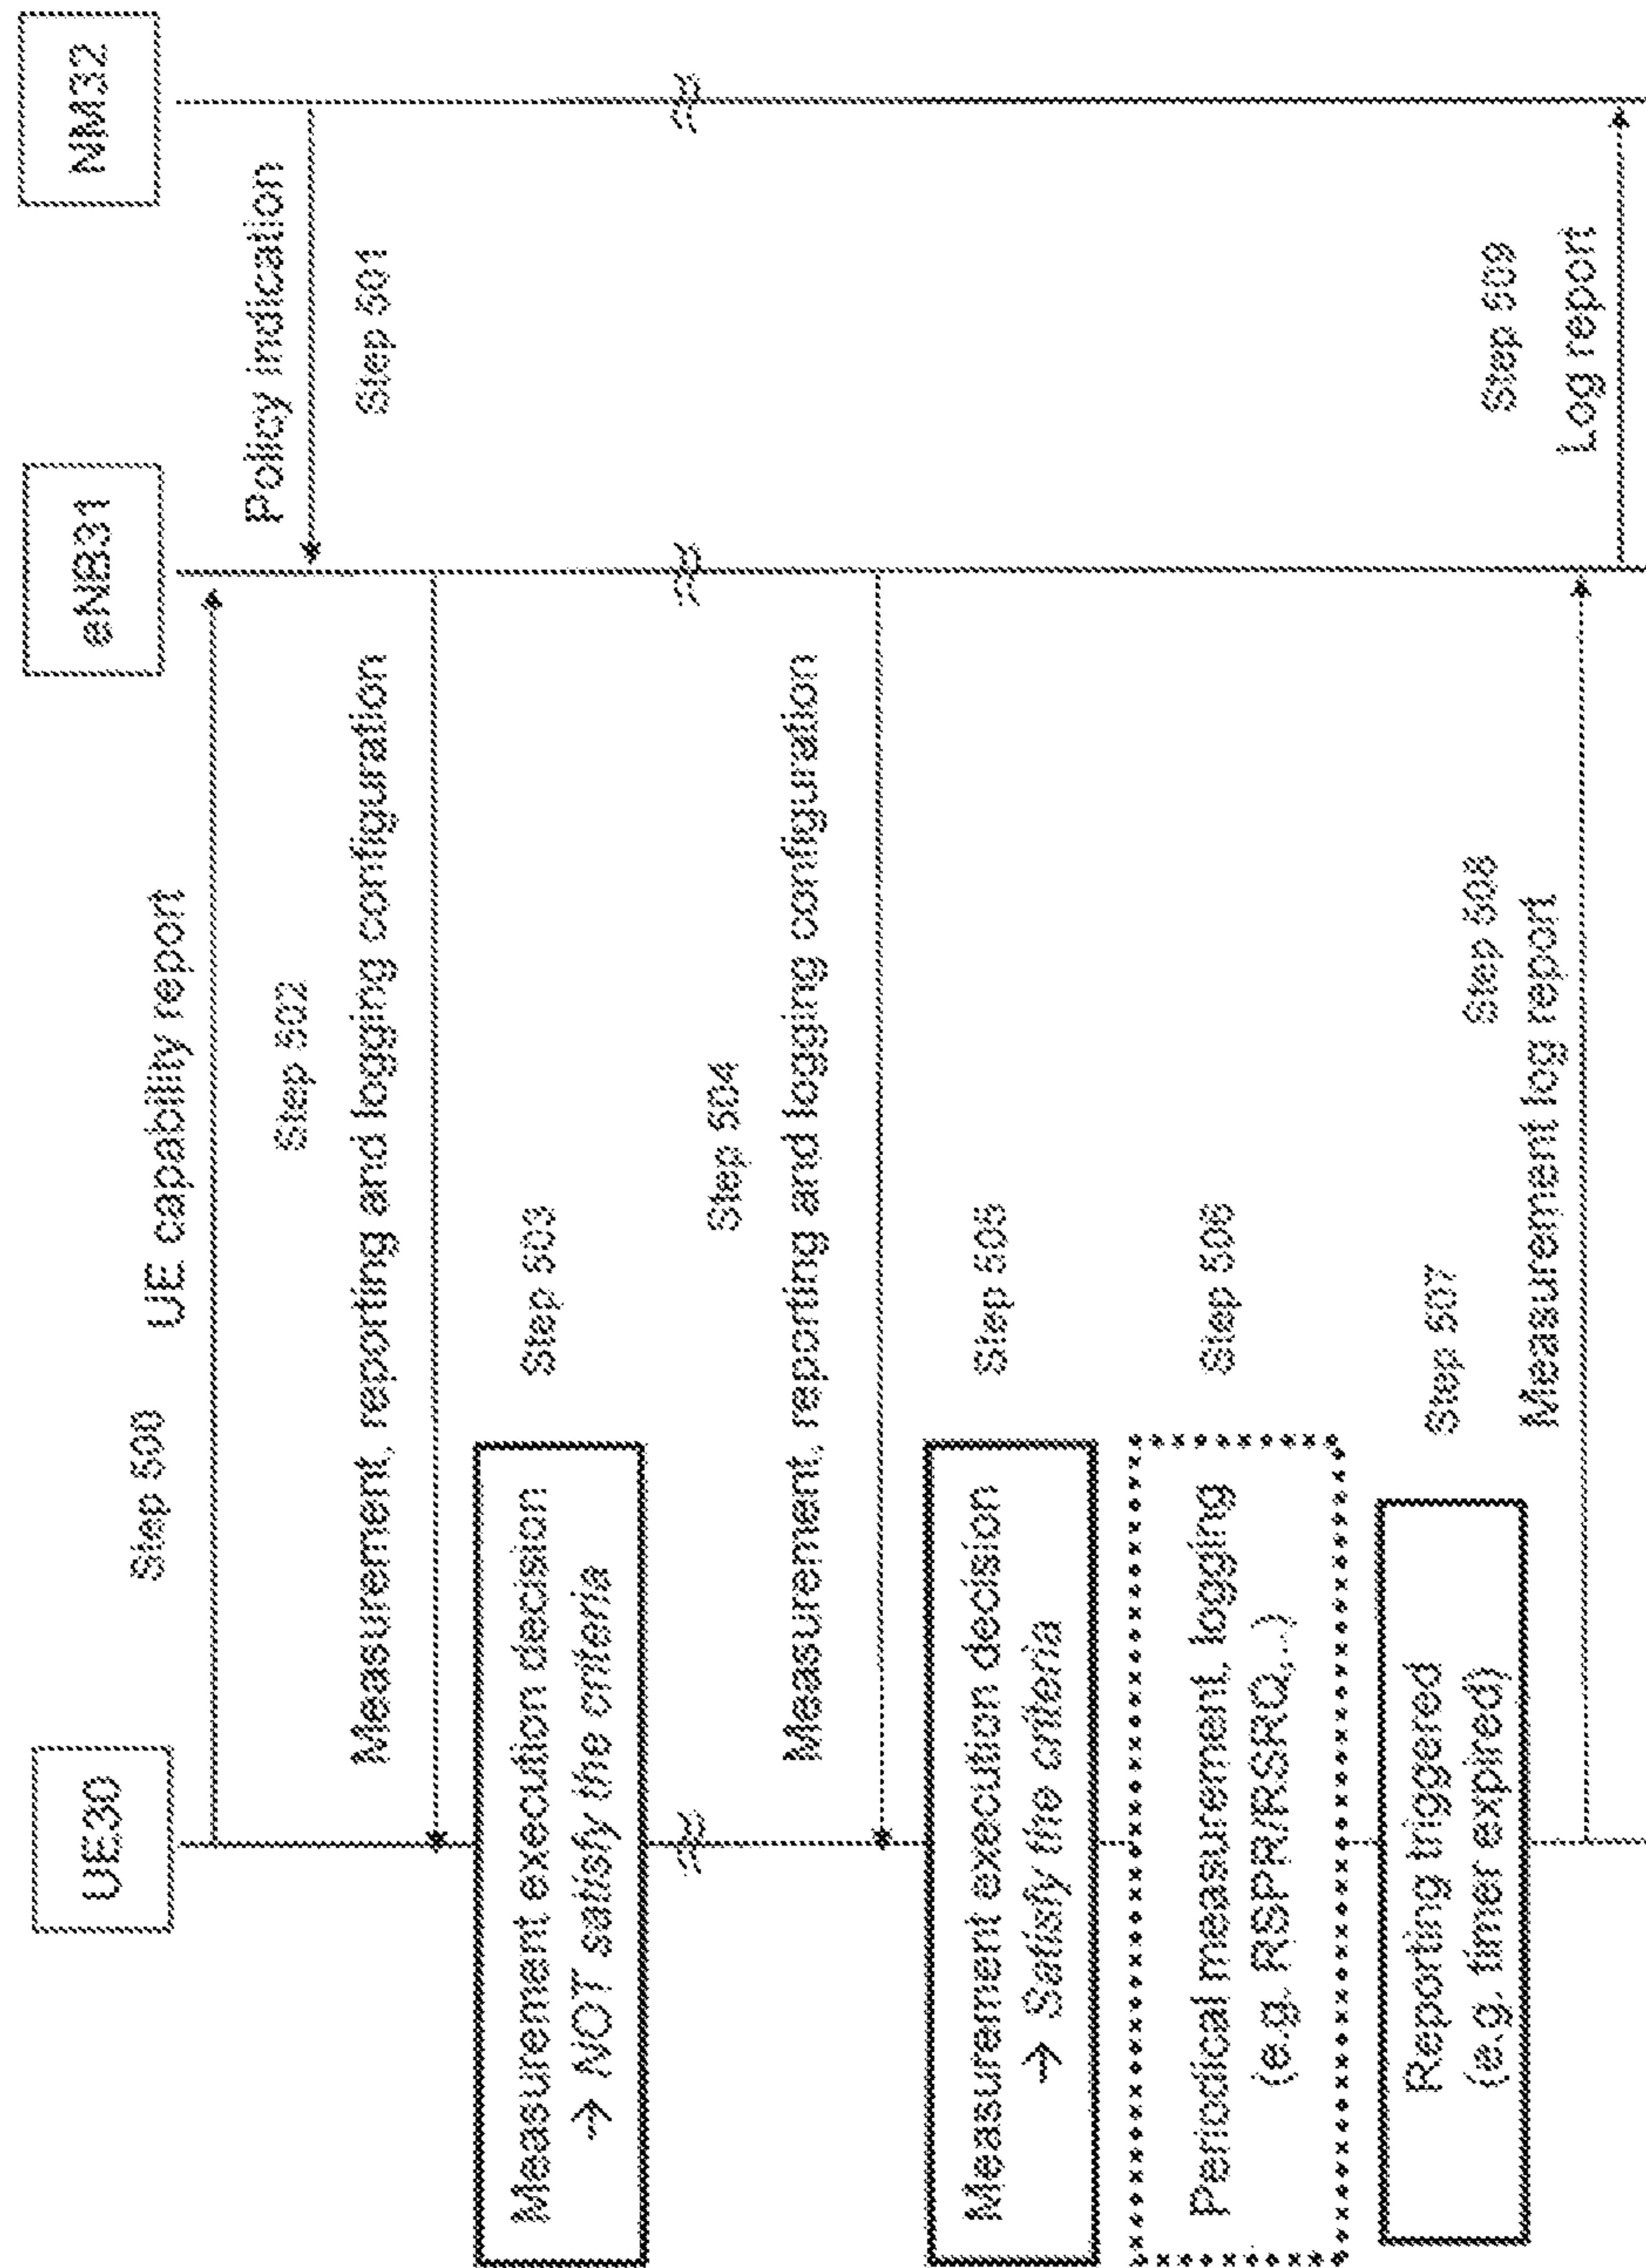 UE30
eNB31
NM32
Step 500
UE capability report
Policy indication
Step 501
Step 502
Measurement, reporting and logging configuration
Measurement execution decision
→ NOT satisfy the criteria
Step 503
Step 504
Measurement, reporting and logging configuration
Measurement execution decision
→ Satisfy the criteria
Step 505
Periodical measurement, logging
(e.g. RSPR/RSRQ,..)
Step 506
Reporting triggered
(e.g. timer expired)
Step 507
Step 508
Measurement log report
Step 509
Log report